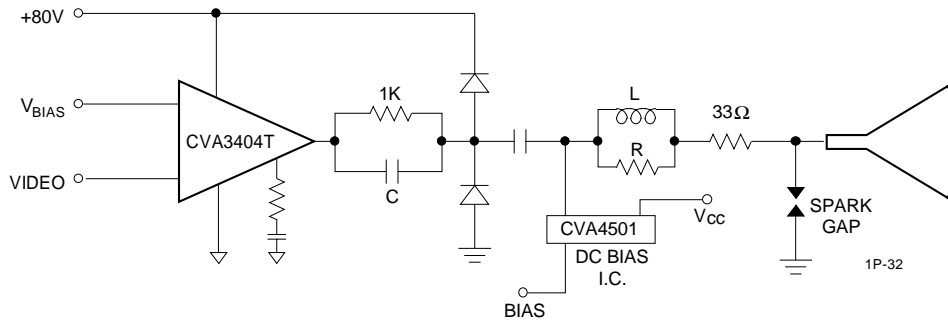 +80V
VBIAS
VIDEO
CVA3404T
1K
C
L
R
33Ω
CVA4501
DC BIAS
I.C.
VCC
BIAS
SPARK
GAP
1P-32